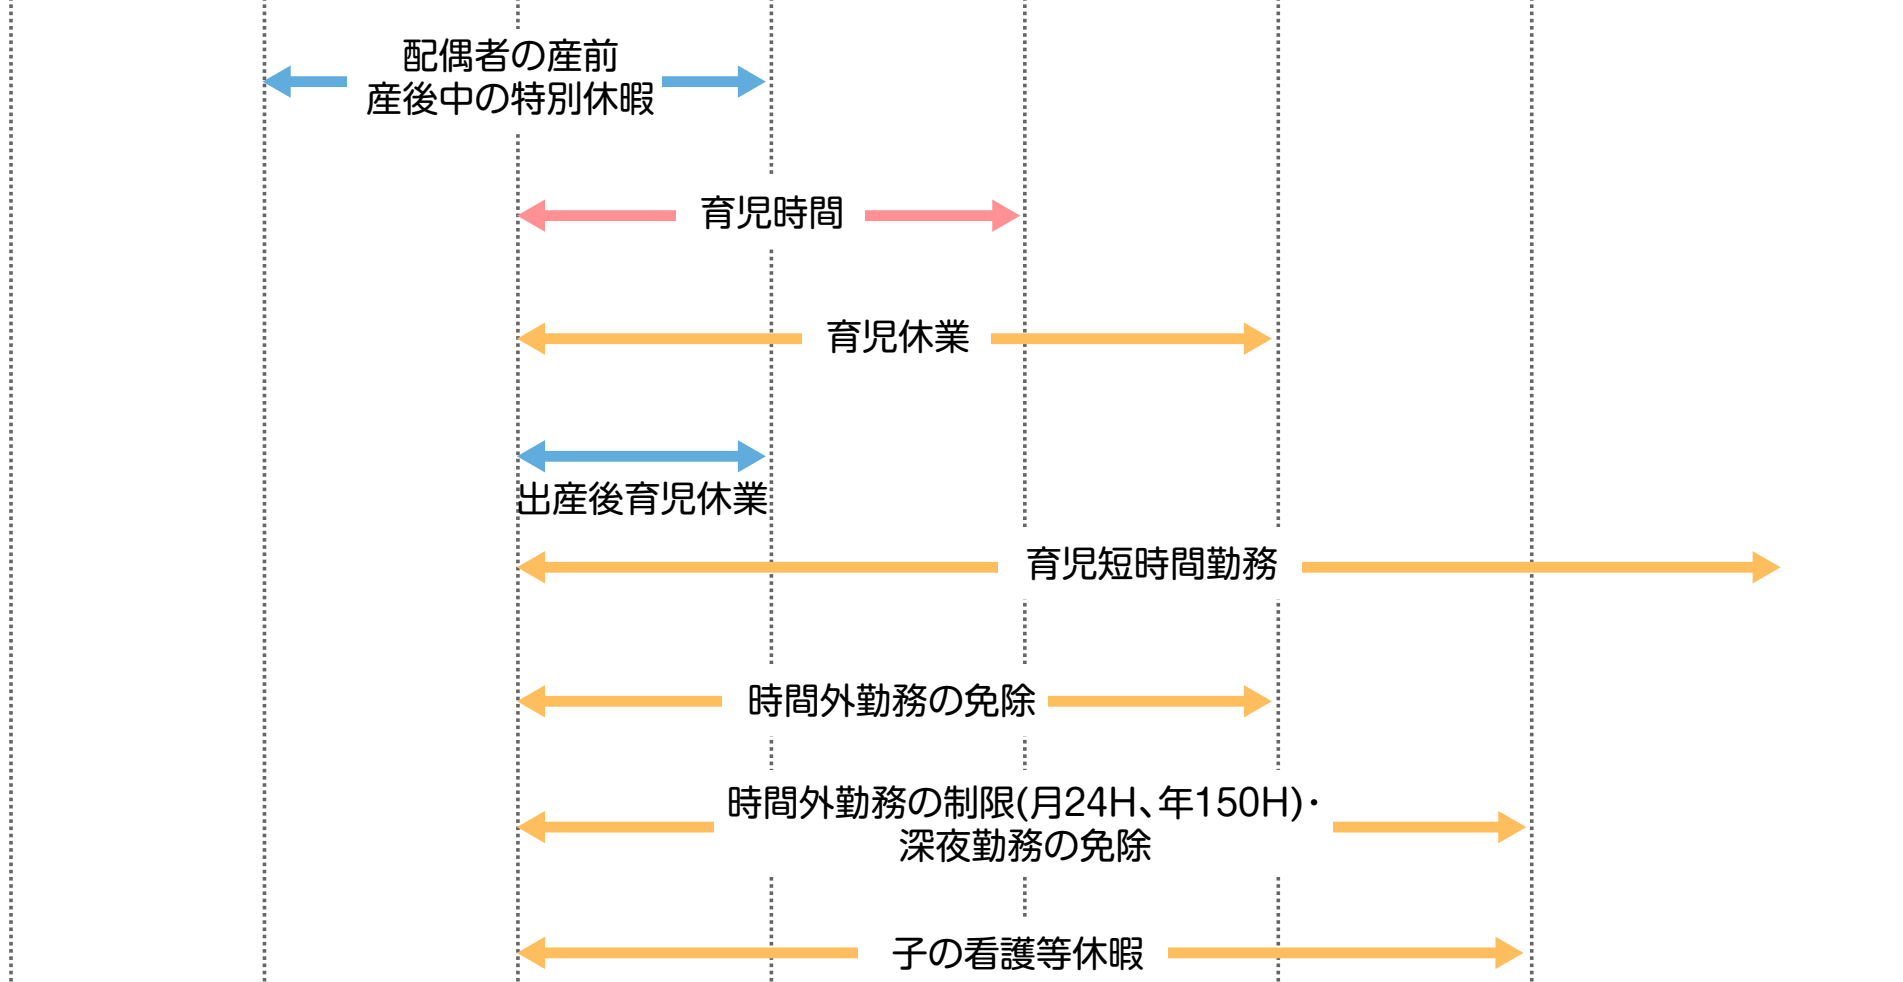 配偶者の産前
産後中の特別休暇
育児時間
育児休業
出産後育児休業
育児短時間勤務
時間外勤務の免除
時間外勤務の制限(月24H、年150H)・
深夜勤務の免除
子の看護等休暇